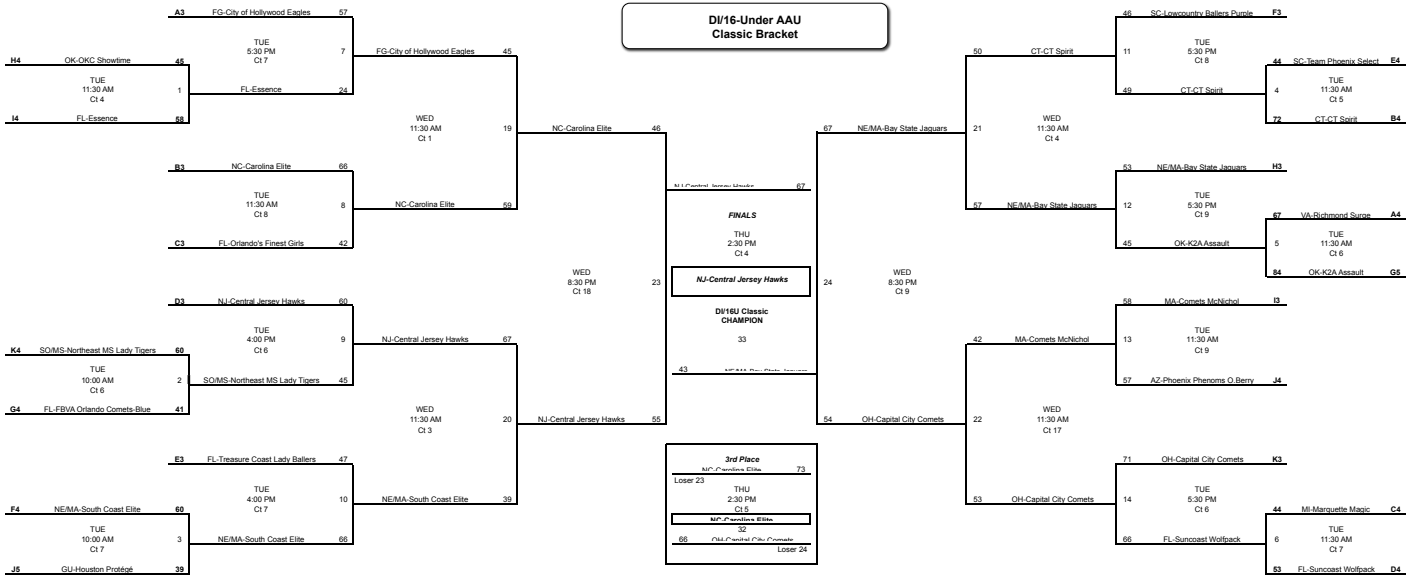 DI/16-Under AAU
Classic Bracket
A3 FG-City of Hollywood Eagles 57
TUE
5:30 PM
Ct 7
7
FG-City of Hollywood Eagles 45
H4 OK-OKC Showtime 45
TUE
11:30 AM
Ct 4
1
FL-Essence 24
I4 FL-Essence 58
WED
11:30 AM
Ct 1
19
NC-Carolina Elite 46
B3 NC-Carolina Elite 66
TUE
11:30 AM
Ct 8
8
NC-Carolina Elite 59
C3 FL-Orlando's Finest Girls 42
WED
8:30 PM
Ct 18
23
D3 NJ-Central Jersey Hawks 60
TUE
4:00 PM
Ct 6
9
NJ-Central Jersey Hawks 67
K4 SO/MS-Northeast MS Lady Tigers 60
TUE
10:00 AM
Ct 6
2
SO/MS-Northeast MS Lady Tigers 45
G4 FL-FBVA Orlando Comets-Blue 41
WED
11:30 AM
Ct 3
20
NJ-Central Jersey Hawks 55
E3 FL-Treasure Coast Lady Ballers 47
TUE
4:00 PM
Ct 7
10
NE/MA-South Coast Elite 39
F4 NE/MA-South Coast Elite 60
TUE
10:00 AM
Ct 7
3
NE/MA-South Coast Elite 66
J5 GU-Houston Protégé 39
NJ-Central Jersey Hawks 67
FINALS
THU
2:30 PM
Ct 4
NJ-Central Jersey Hawks
DI/16U Classic
CHAMPION
33
43 NE/MA-Bay State Jaguars
3rd Place
NC-Carolina Elite 73
Loser 23
THU
2:30 PM
Ct 5
NC-Carolina Elite
32
66 OH-Capital City Comets
Loser 24
46 SC-Lowcountry Ballers Purple F3
TUE
5:30 PM
Ct 8
11
50 CT-CT Spirit
44 SC-Team Phoenix Select E4
TUE
11:30 AM
Ct 5
4
49 CT-CT Spirit
72 CT-CT Spirit B4
WED
11:30 AM
Ct 4
21
67 NE/MA-Bay State Jaguars
53 NE/MA-Bay State Jaguars H3
TUE
5:30 PM
Ct 9
12
57 NE/MA-Bay State Jaguars
67 VA-Richmond Surge A4
TUE
11:30 AM
Ct 6
5
45 OK-K2A Assault
84 OK-K2A Assault G5
WED
8:30 PM
Ct 9
24
58 MA-Comets McNichol I3
TUE
11:30 AM
Ct 9
13
42 MA-Comets McNichol
57 AZ-Phoenix Phenoms O.Berry J4
WED
11:30 AM
Ct 17
22
54 OH-Capital City Comets
71 OH-Capital City Comets K3
TUE
5:30 PM
Ct 6
14
53 OH-Capital City Comets
44 MI-Marquette Magic C4
TUE
11:30 AM
Ct 7
6
66 FL-Suncoast Wolfpack
53 FL-Suncoast Wolfpack D4